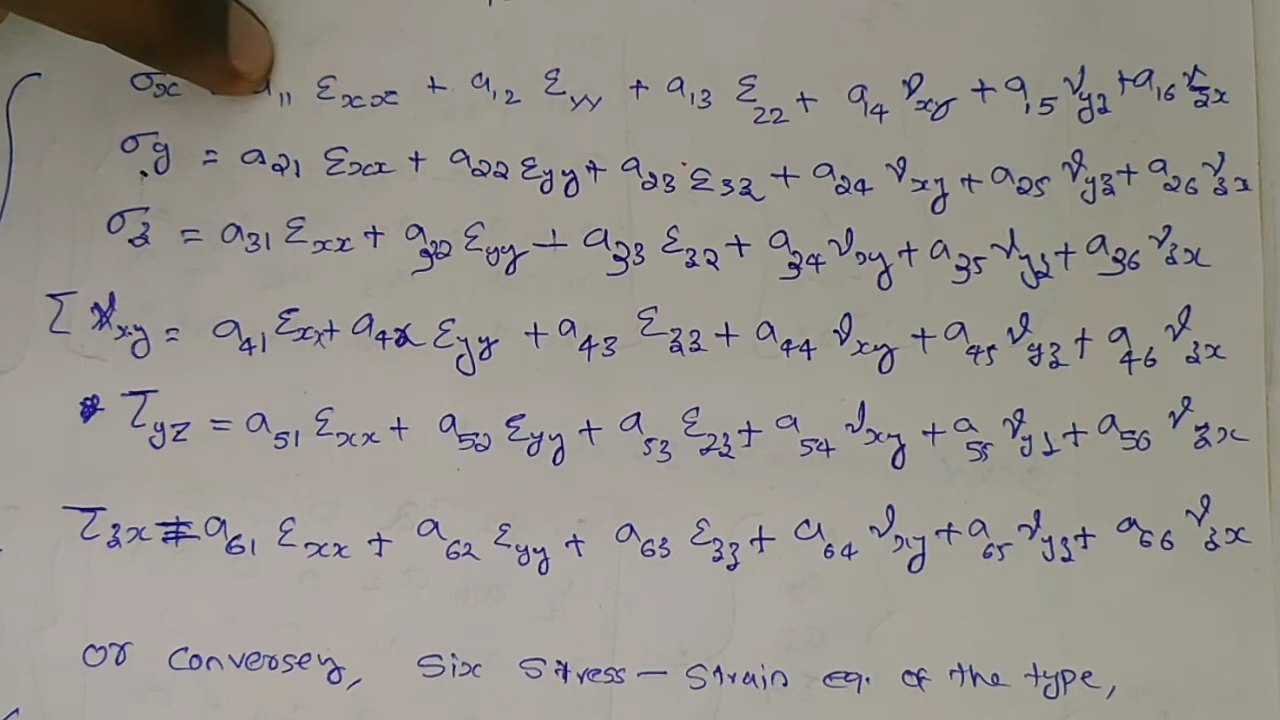 σx a11 εxx + a12 εyy + a13 εzz + a4 γxy + a15 γyz + a16 γzx
σy = a21 εxx + a22 εyy + a23 εzz + a24 γxy + a25 γyz + a26 γzx
σz = a31 εxx + a32 εyy + a33 εzz + a34 γxy + a35 γyz + a36 γzx
τxy = a41 εxx + a42 εyy + a43 εzz + a44 γxy + a45 γyz + a46 γzx
τyz = a51 εxx + a52 εyy + a53 εzz + a54 γxy + a55 γyz + a56 γzx
τzx = a61 εxx + a62 εyy + a63 εzz + a64 γxy + a65 γyz + a66 γzx
or conversey, six stress - strain eq. of the type,